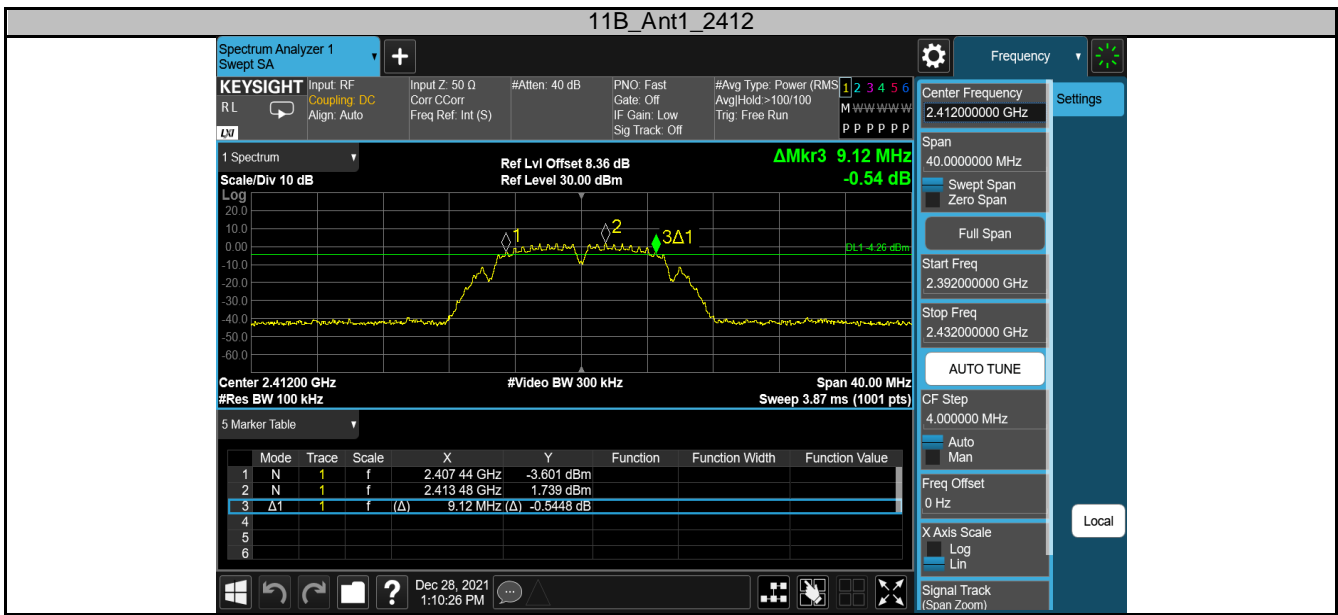 11B_Ant1_2412
Spectrum Analyzer 1
Swept SA
+
Frequency
KEYSIGHT
R L
LXI
Input: RF
Coupling: DC
Align: Auto
Input Z: 50 Ω
Corr CCorr
Freq Ref: Int (S)
#Atten: 40 dB
PNO: Fast
Gate: Off
IF Gain: Low
Sig Track: Off
#Avg Type: Power (RMS
Avg|Hold:>100/100
Trig: Free Run
1 2 3 4 5 6
M W W W W W
P P P P P P
1 Spectrum
Scale/Div 10 dB
Ref Lvl Offset 8.36 dB
Ref Level 30.00 dBm
ΔMkr3 9.12 MHz
-0.54 dB
Log
20.0
10.0
0.00
-10.0
-20.0
-30.0
-40.0
-50.0
-60.0
1
2
3Δ1
DL1 -4.26 dBm
Center 2.41200 GHz
#Res BW 100 kHz
#Video BW 300 kHz
Span 40.00 MHz
Sweep 3.87 ms (1001 pts)
5 Marker Table
Mode Trace Scale X Y Function Function Width Function Value
1 N 1 f 2.407 44 GHz -3.601 dBm
2 N 1 f 2.413 48 GHz 1.739 dBm
3 Δ1 1 f (Δ) 9.12 MHz (Δ) -0.5448 dB
4
5
6
Center Frequency
2.412000000 GHz
Settings
Span
40.0000000 MHz
Swept Span
Zero Span
Full Span
Start Freq
2.392000000 GHz
Stop Freq
2.432000000 GHz
AUTO TUNE
CF Step
4.000000 MHz
Auto
Man
Freq Offset
0 Hz
X Axis Scale
Log
Lin
Local
Signal Track
(Span Zoom)
?
Dec 28, 2021
1:10:26 PM